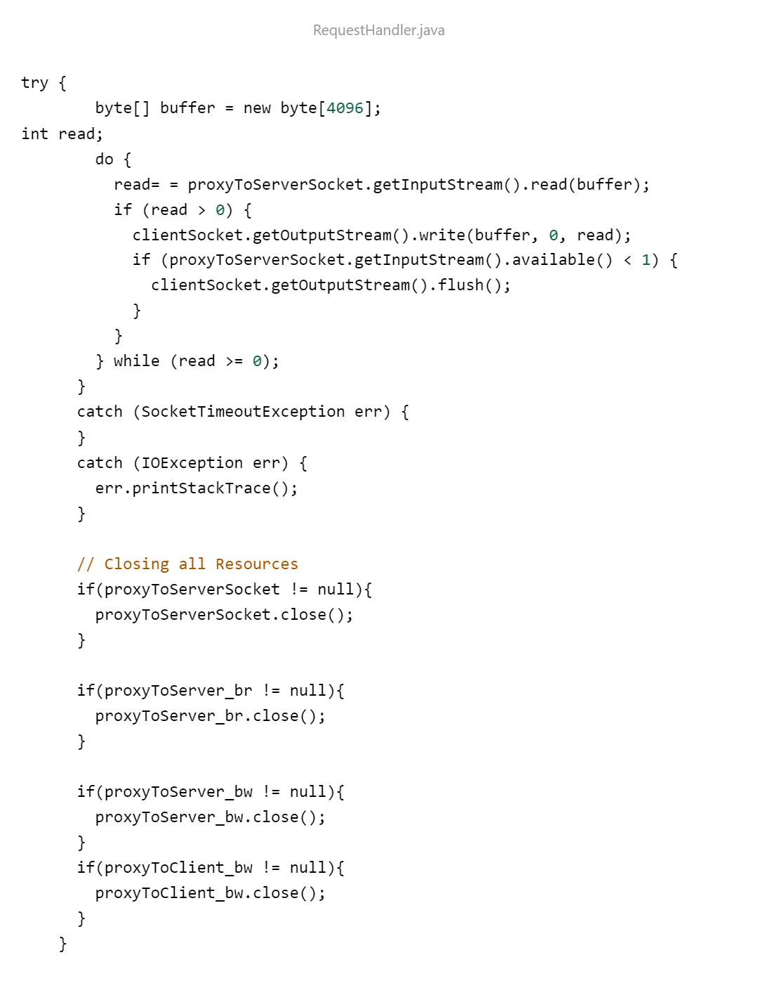 RequestHandler.java
try {
byte[] buffer = new byte[4096];
int read;
do {
read= = proxyToServerSocket.getInputStream().read(buffer);
if (read > 0) {
clientSocket.getOutputStream().write(buffer, 0, read);
if (proxyToServerSocket.getInputStream().available() < 1) {
clientSocket.getOutputStream().flush();
}
}
} while (read >= 0);
}
catch (SocketTimeoutException err) {
}
catch (IOException err) {
err.printStackTrace();
}
// Closing all Resources
if(proxyToServerSocket != null){
proxyToServerSocket.close();
}
if(proxyToServer_br != null){
proxyToServer_br.close();
}
if(proxyToServer_bw != null){
proxyToServer_bw.close();
}
if(proxyToClient_bw != null){
proxyToClient_bw.close();
}
}